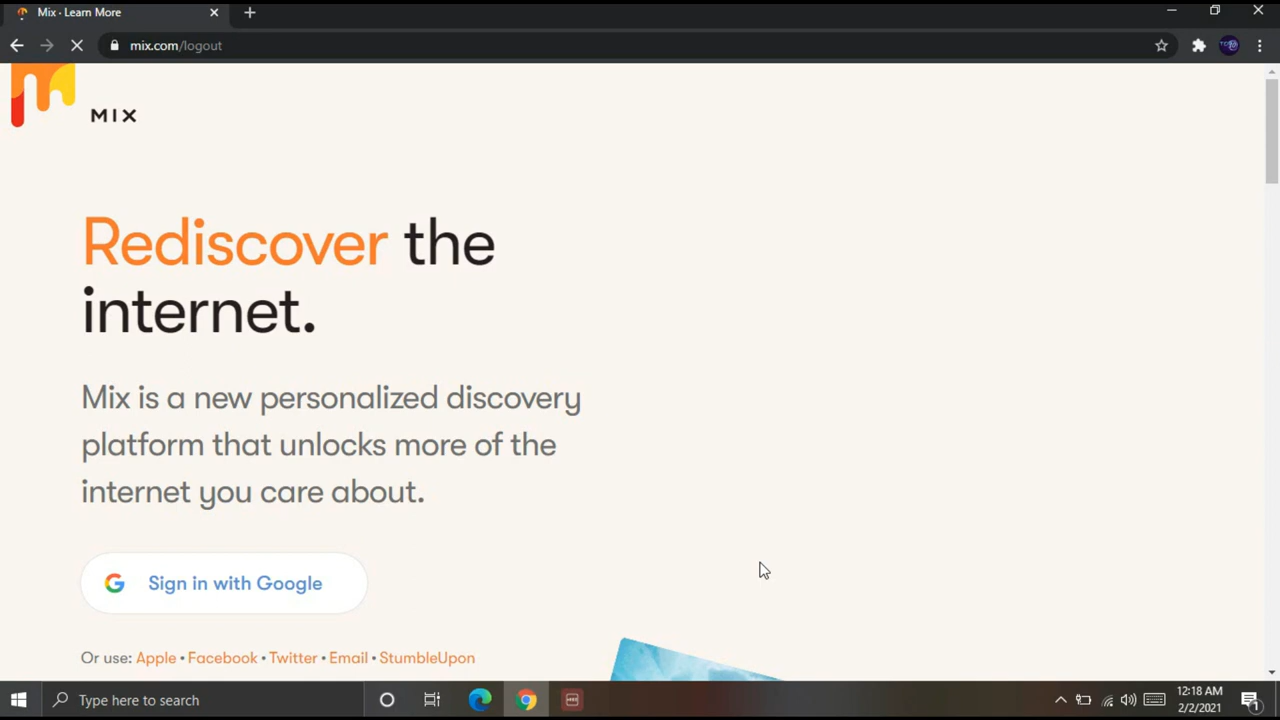 Mix · Learn More
mix.com/logout
MIX
Rediscover the
internet.
Mix is a new personalized discovery
platform that unlocks more of the
internet you care about.
G Sign in with Google
Or use: Apple • Facebook • Twitter • Email • StumbleUpon
Type here to search
12:18 AM
2/2/2021
1